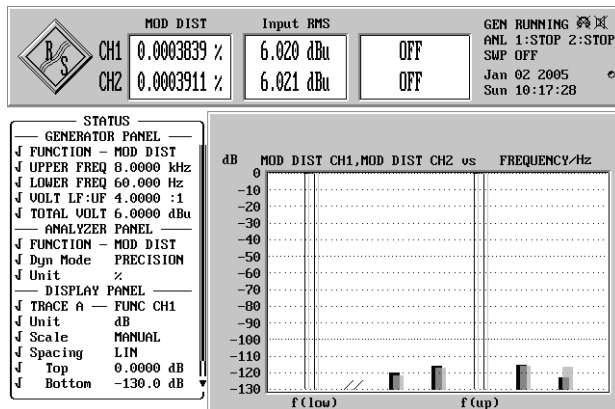 MOD DIST Input RMS
R S
CH1 0.0003839 % 6.020 dBu OFF
CH2 0.0003911 % 6.021 dBu OFF
GEN RUNNING
ANL 1:STOP 2:STOP
SWP OFF
Jan 02 2005
Sun 10:17:28
STATUS
GENERATOR PANEL
FUNCTION – MOD DIST
UPPER FREQ 8.0000 kHz
LOWER FREQ 60.000 Hz
VOLT LF:UF 4.0000 :1
TOTAL VOLT 6.0000 dBu
ANALYZER PANEL
FUNCTION – MOD DIST
Dyn Mode PRECISION
Unit %
DISPLAY PANEL
TRACE A — FUNC CH1
Unit dB
Scale MANUAL
Spacing LIN
Top 0.0000 dB
Bottom -130.0 dB
dB MOD DIST CH1,MOD DIST CH2 vs FREQUENCY/Hz
0
-10
-20
-30
-40
-50
-60
-70
-80
-90
-100
-110
-120
-130
f(low) f(up)